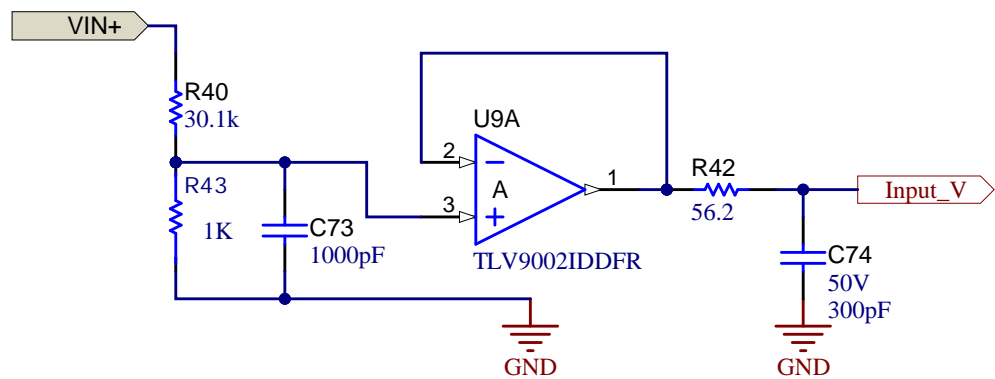 VIN+
R40
30.1k
R43
1K
C73
1000pF
U9A
2
A
3
1
TLV9002IDDFR
GND
R42
56.2
Input_V
C74
50V
300pF
GND